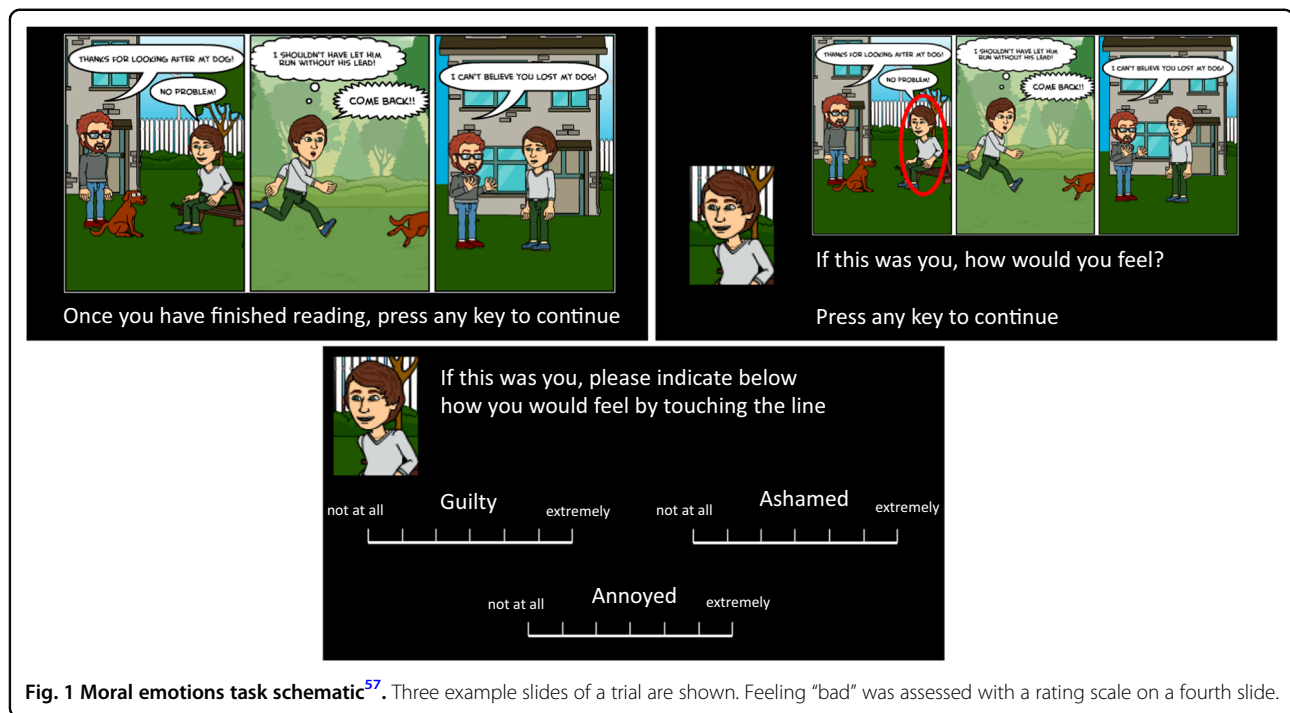 THANKS FOR LOOKING AFTER MY DOG!
NO PROBLEM!
I SHOULDN'T HAVE LET HIM
RUN WITHOUT HIS LEAD!
COME BACK!!
I CAN'T BELIEVE YOU LOST MY DOG!
Once you have finished reading, press any key to continue
THANKS FOR LOOKING AFTER MY DOG!
NO PROBLEM!
I SHOULDN'T HAVE LET HIM
RUN WITHOUT HIS LEAD!
COME BACK!!
I CAN'T BELIEVE YOU LOST MY DOG!
If this was you, how would you feel?
Press any key to continue
If this was you, please indicate below
how you would feel by touching the line
not at all Guilty extremely
not at all Ashamed extremely
not at all Annoyed extremely
Fig. 1 Moral emotions task schematic57. Three example slides of a trial are shown. Feeling “bad” was assessed with a rating scale on a fourth slide.